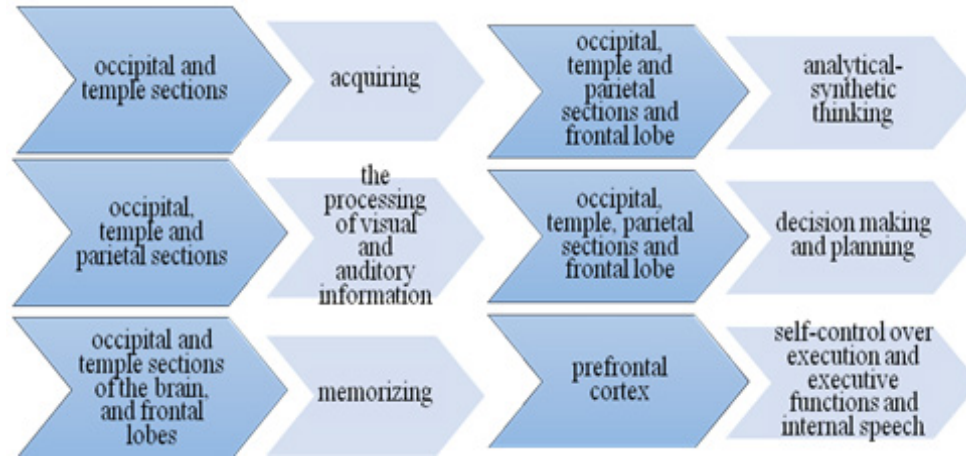 occipital and
temple sections
acquiring
occipital,
temple and
parietal
sections and
frontal lobe
analytical-
synthetic
thinking
occipital,
temple and
parietal sections
the
processing
of visual
and
auditory
information
occipital,
temple, parietal
sections and
frontal lobe
decision making
and planning
occipital and
temple sections
of the brain,
and frontal
lobes
memorizing
prefrontal
cortex
self-control over
execution and
executive
functions and
internal speech